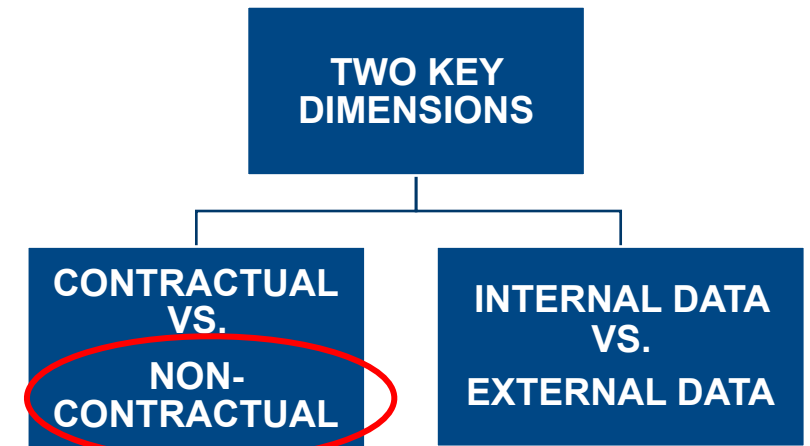 TWO KEY
DIMENSIONS
CONTRACTUAL
VS.
NON-
CONTRACTUAL
INTERNAL DATA
VS.
EXTERNAL DATA